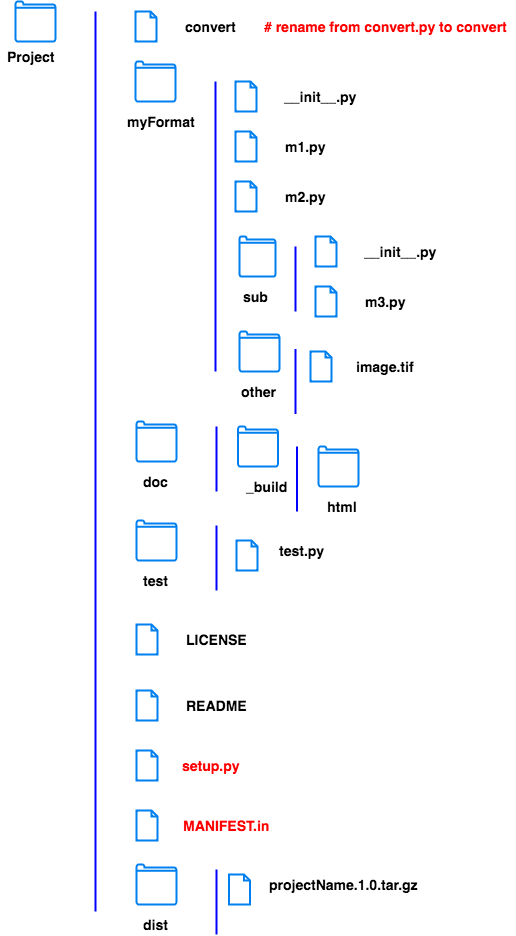 convert # rename from convert.py to convert
Project
myFormat
__init__.py
m1.py
m2.py
sub
__init__.py
m3.py
other
image.tif
doc
_build
html
test
test.py
LICENSE
README
setup.py
MANIFEST.in
dist
projectName.1.0.tar.gz